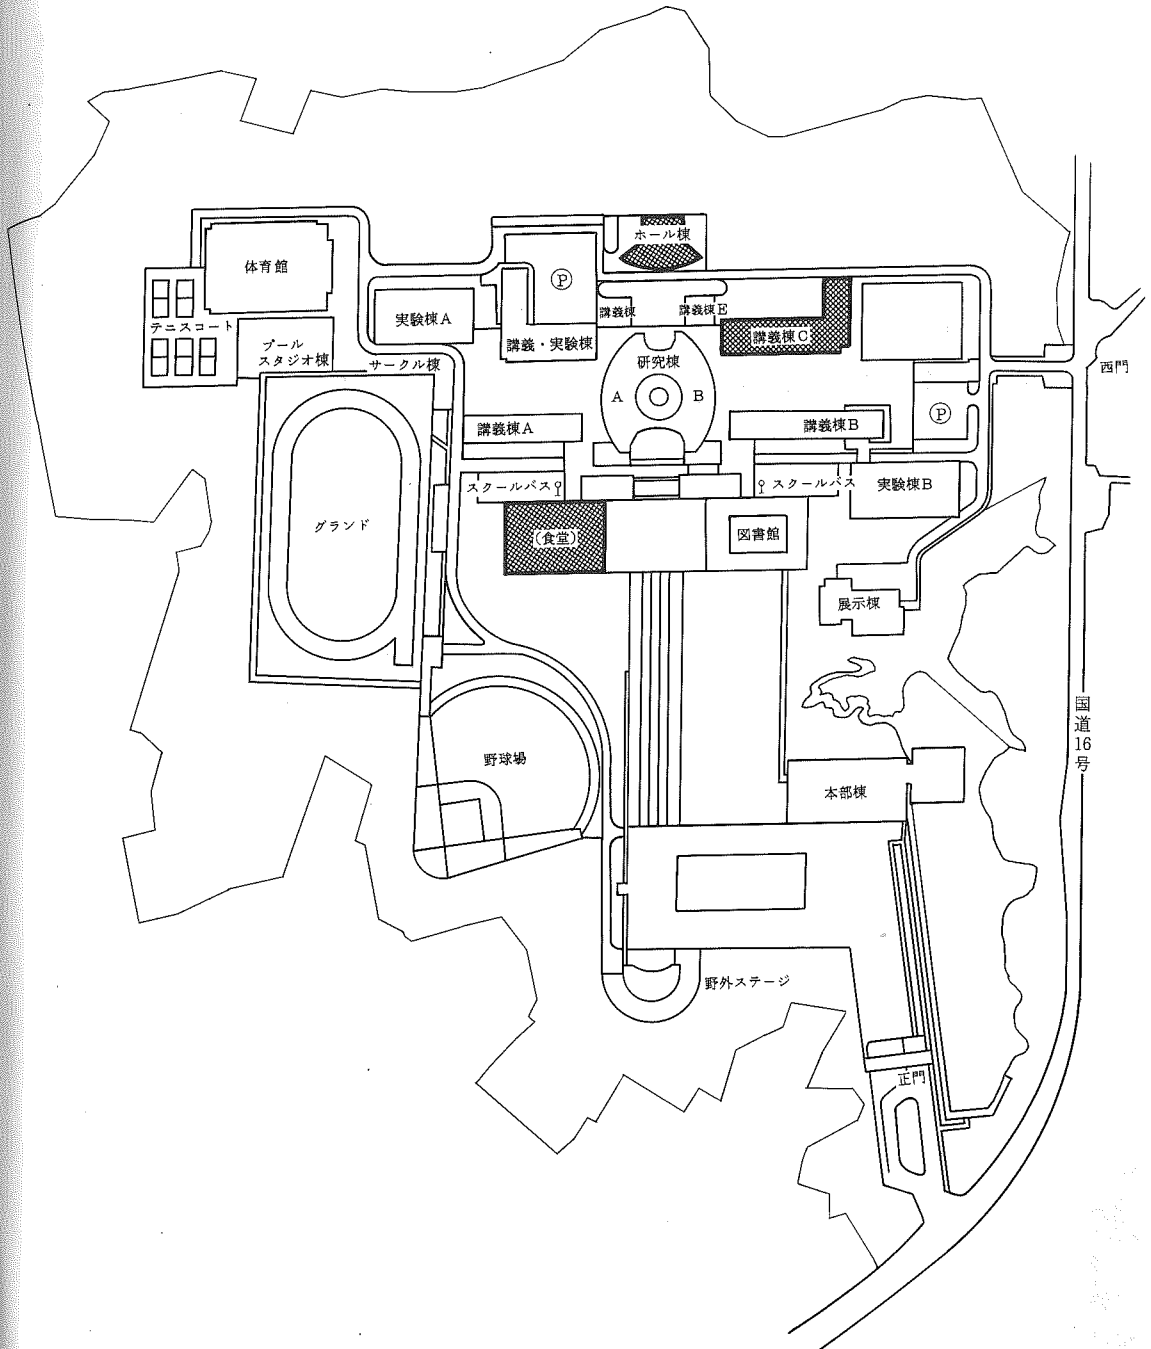 ホール棟
体育館
Ⓟ
講義棟
講義棟E
テニスコート
実験棟A
講義・実験棟
講義棟C
プール
スタジオ棟
サークル棟
研究棟
A
B
西門
Ⓟ
講義棟A
講義棟B
スクールバス
スクールバス
実験棟B
グランド
(食堂)
図書館
展示棟
国道16号
野球場
本部棟
野外ステージ
正門